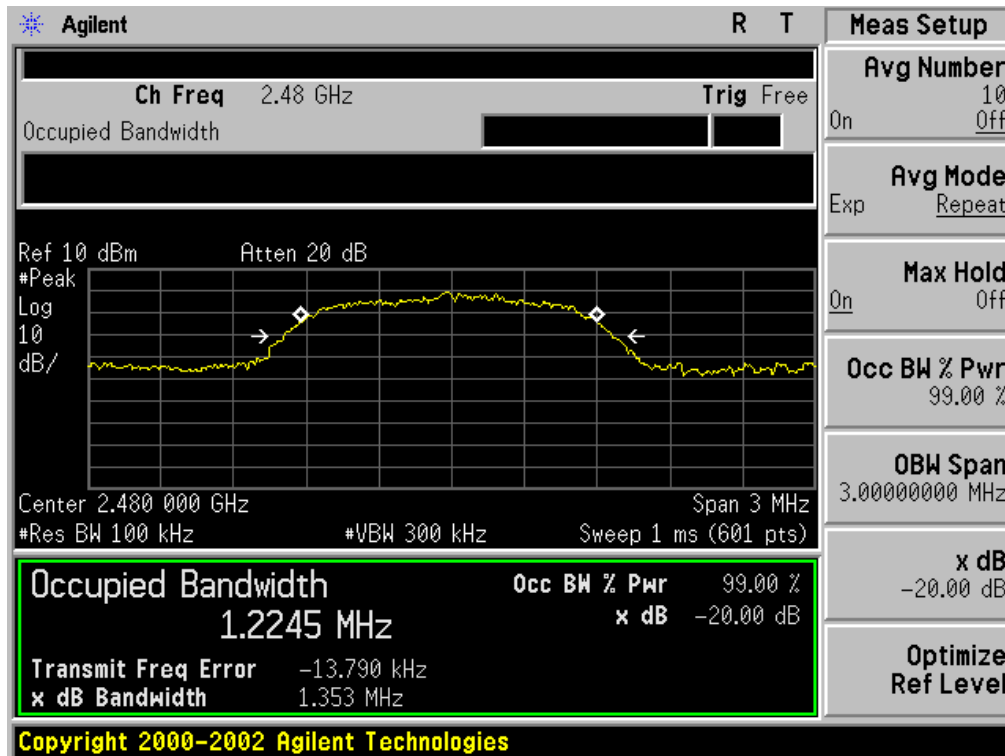 Agilent R T
Ch Freq 2.48 GHz Trig Free
Occupied Bandwidth
Ref 10 dBm Atten 20 dB
#Peak
Log
10
dB/
Center 2.480 000 GHz Span 3 MHz
#Res BW 100 kHz #VBW 300 kHz Sweep 1 ms (601 pts)
Occupied Bandwidth Occ BW % Pwr 99.00 %
1.2245 MHz x dB -20.00 dB
Transmit Freq Error -13.790 kHz
x dB Bandwidth 1.353 MHz
Copyright 2000-2002 Agilent Technologies
Meas Setup
Avg Number
10
On Off
Avg Mode
Exp Repeat
Max Hold
On Off
Occ BW % Pwr
99.00 %
OBW Span
3.00000000 MHz
x dB
-20.00 dB
Optimize
Ref Level